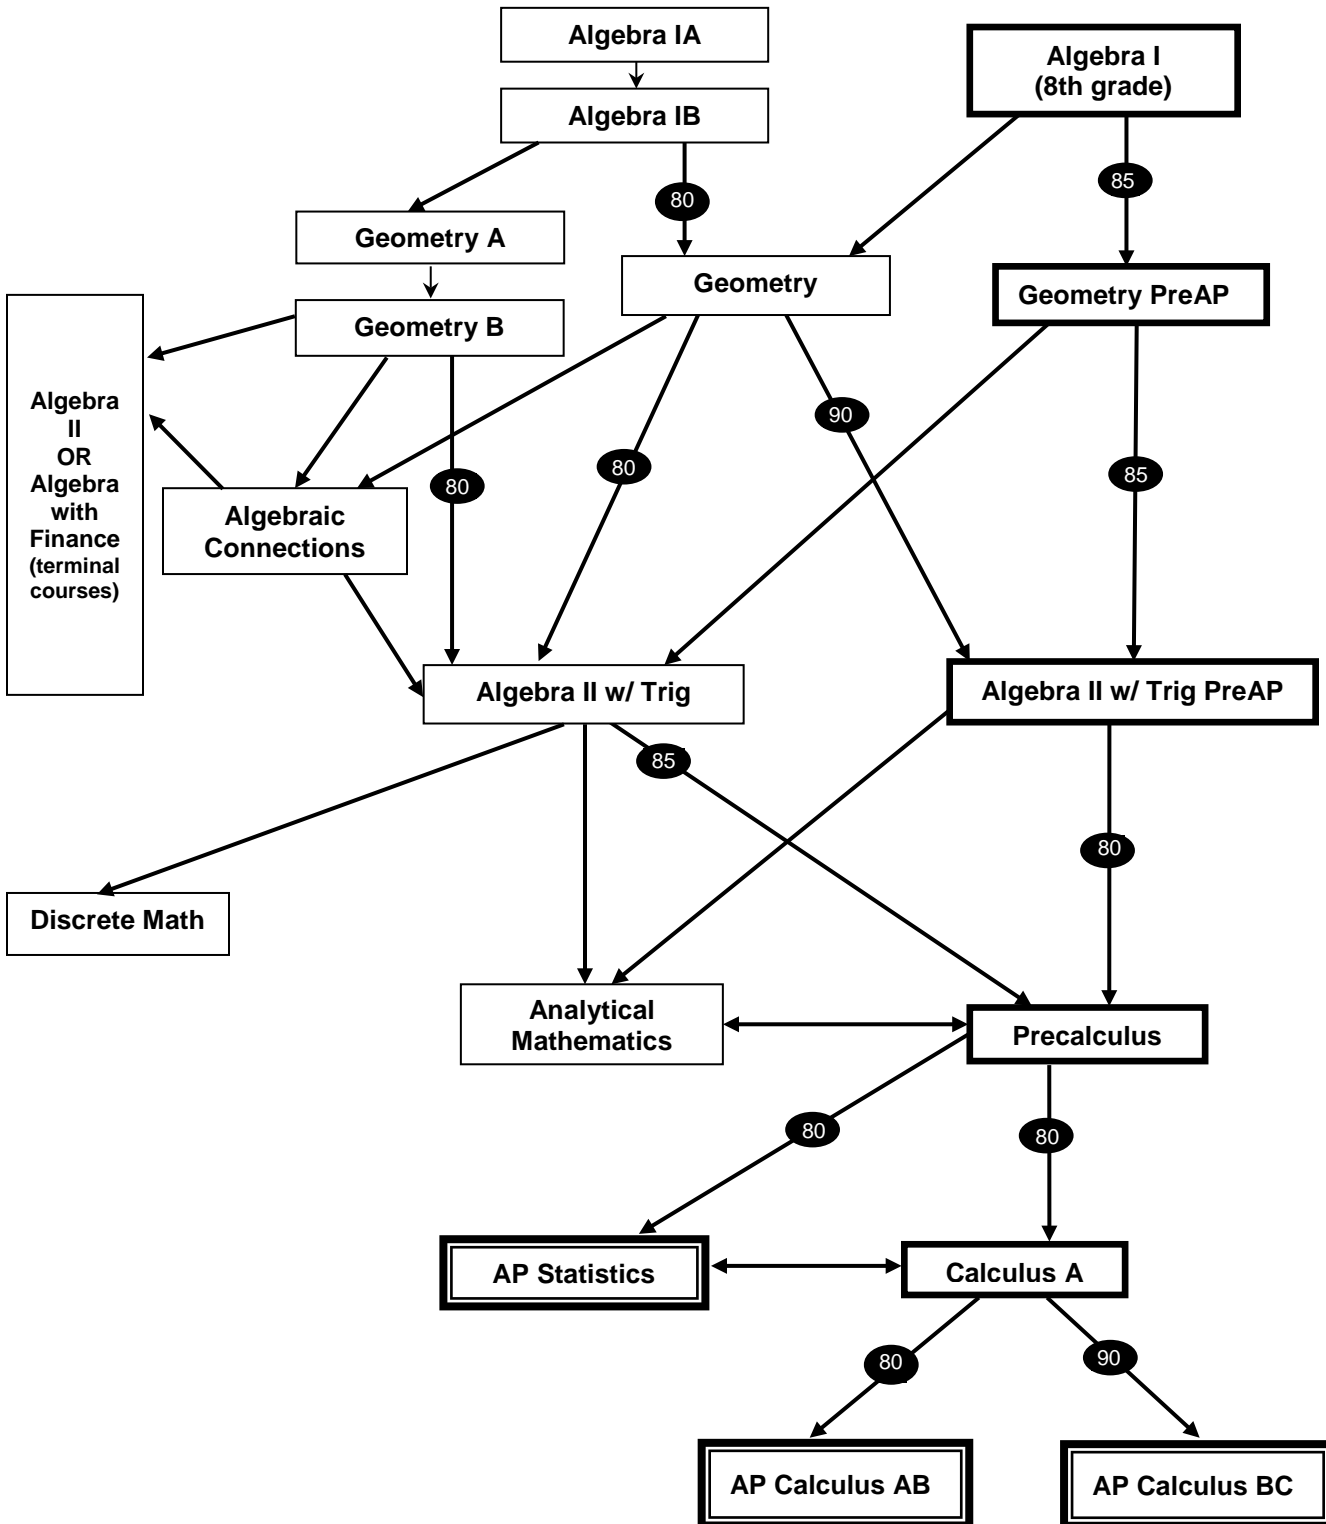 Algebra IA
Algebra I
(8th grade)
Algebra IB
85
80
Geometry A
Geometry
Geometry PreAP
Geometry B
Algebra
II
OR
Algebra
with
Finance
(terminal
courses)
90
80
85
80
Algebraic
Connections
Algebra II w/ Trig
Algebra II w/ Trig PreAP
85
80
Discrete Math
Analytical
Mathematics
Precalculus
80
80
AP Statistics
Calculus A
80
90
AP Calculus AB
AP Calculus BC